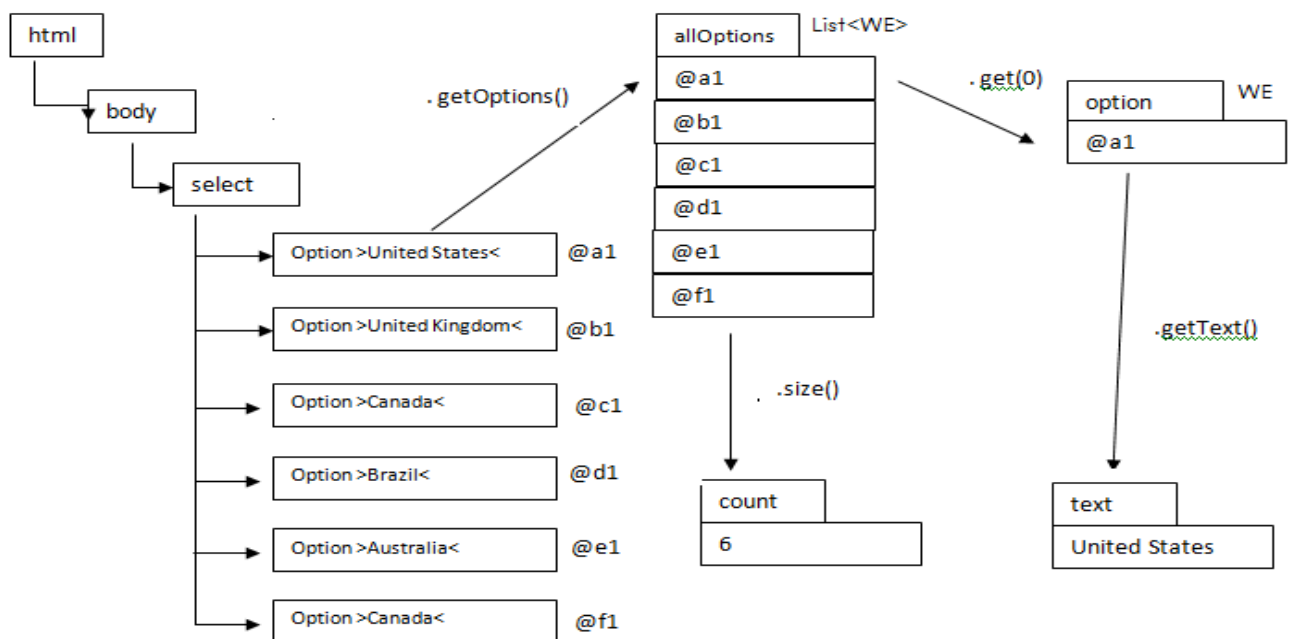 html
body
select
Option >United States<
@a1
Option >United Kingdom<
@b1
Option >Canada<
@c1
Option >Brazil<
@d1
Option >Australia<
@e1
Option >Canada<
@f1
. getOptions()
allOptions
List<WE>
@a1
@b1
@c1
@d1
@e1
@f1
.size()
count
6
. get(0)
option
WE
@a1
.getText()
text
United States